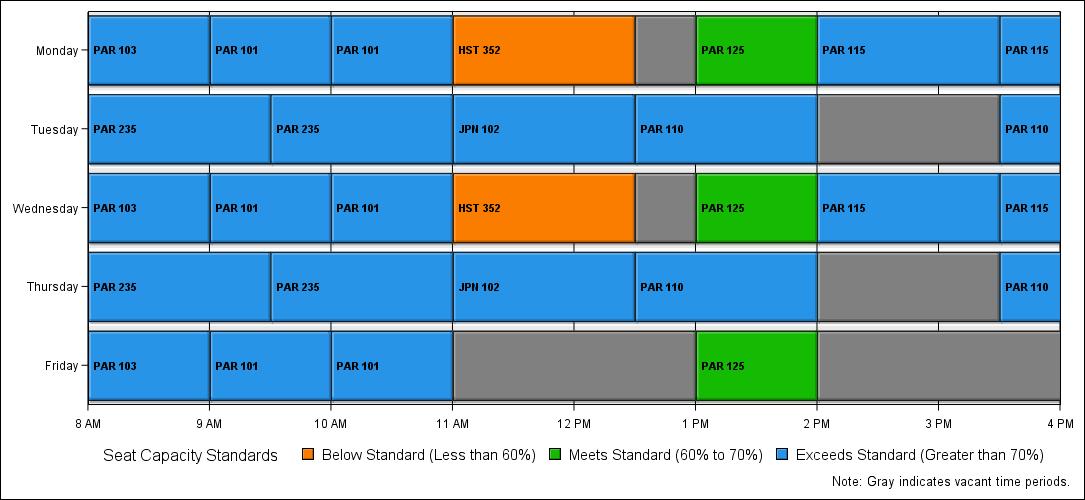 Monday PAR 103 PAR 101 PAR 101 HST 352 PAR 125 PAR 115 PAR 115
Tuesday PAR 235 PAR 235 JPN 102 PAR 110 PAR 110
Wednesday PAR 103 PAR 101 PAR 101 HST 352 PAR 125 PAR 115 PAR 115
Thursday PAR 235 PAR 235 JPN 102 PAR 110 PAR 110
Friday PAR 103 PAR 101 PAR 101 PAR 125
8 AM 9 AM 10 AM 11 AM 12 PM 1 PM 2 PM 3 PM 4 PM
Seat Capacity Standards Below Standard (Less than 60%) Meets Standard (60% to 70%) Exceeds Standard (Greater than 70%)
Note: Gray indicates vacant time periods.